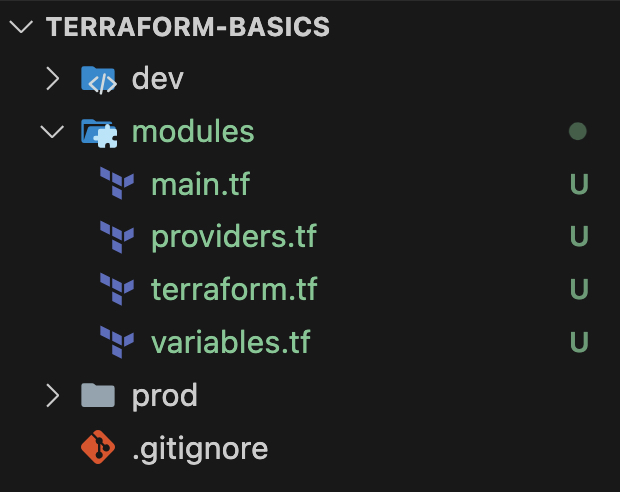 TERRAFORM-BASICS
dev
modules
main.tf U
providers.tf U
terraform.tf U
variables.tf U
prod
.gitignore